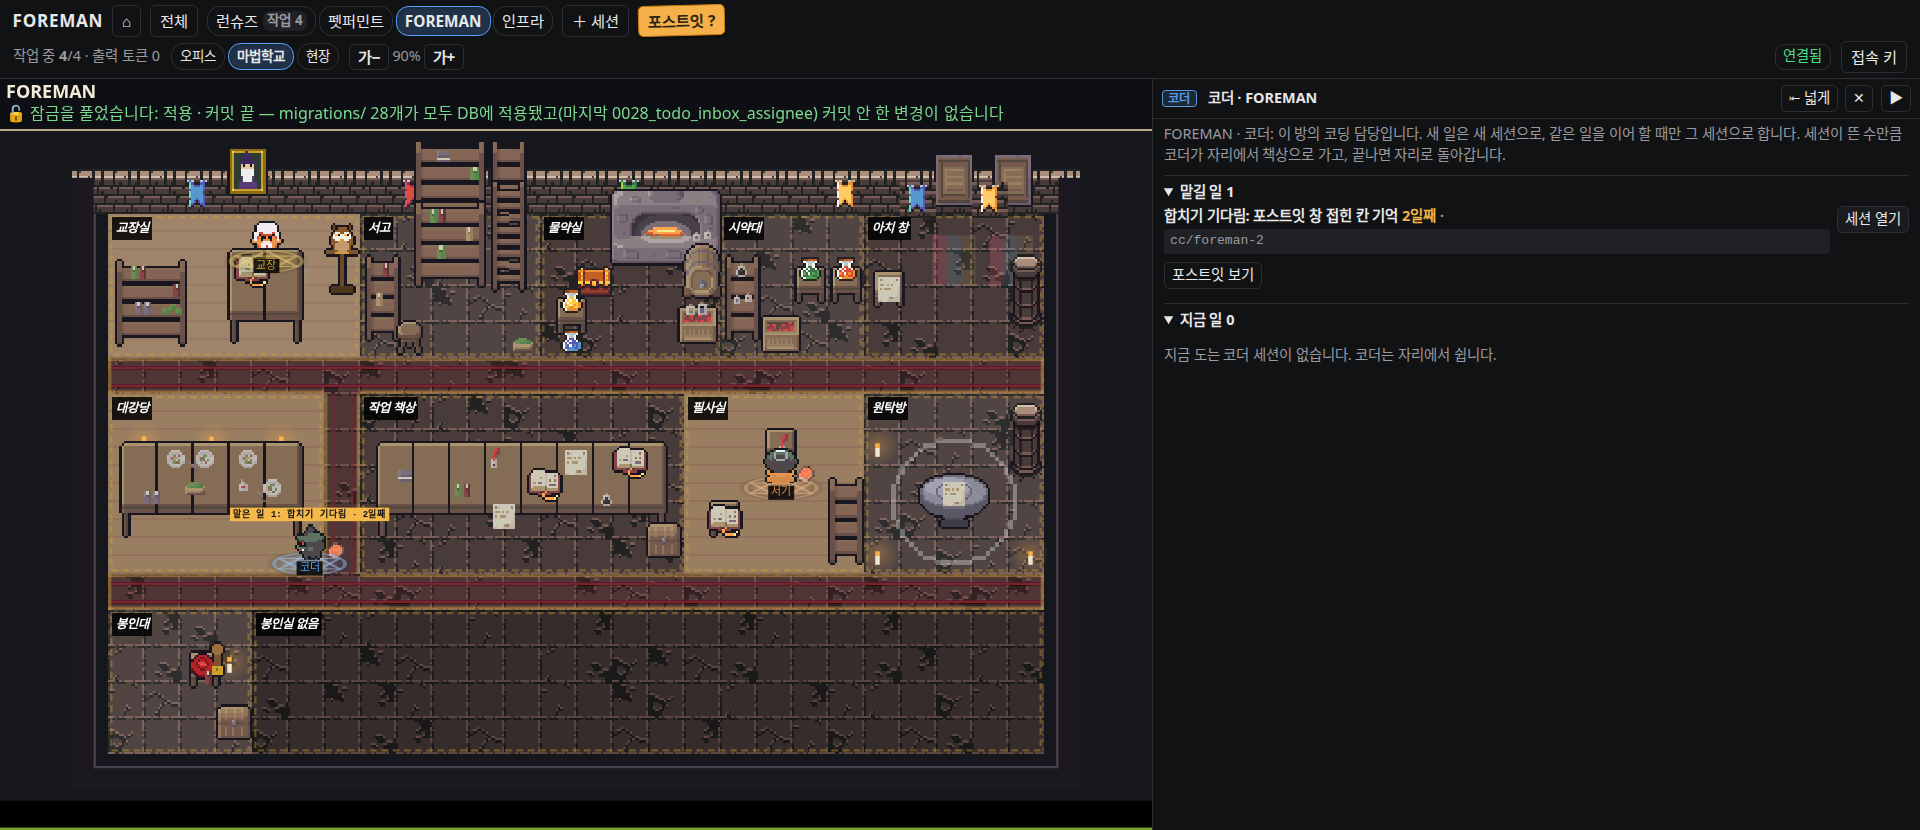 FOREMAN ⌂ 전체 런슈즈 작업 4 펫퍼민트 FOREMAN 인프라 ＋ 세션 포스트잇 ?
작업 중 4/4 · 출력 토큰 0 오피스 마법학교 현장 가− 90% 가+ 연결됨 접속 키
FOREMAN
🔓 잠금을 풀었습니다: 적용 · 커밋 끝 — migrations/ 28개가 모두 DB에 적용됐고(마지막 0028_todo_inbox_assignee) 커밋 안 한 변경이 없습니다
교장실
서고
물약실
시약대
아치 창
교장
대강당
작업 책상
필사실
원탁방
서기
맡은 일 1: 합치기 기다림 · 2일째
코더
봉인대
봉인실 없음
코더 코더 · FOREMAN ⇤ 넓게 ✕ ▶
FOREMAN · 코더: 이 방의 코딩 담당입니다. 새 일은 새 세션으로, 같은 일을 이어 할 때만 그 세션으로 합니다. 세션이 뜬 수만큼
코더가 자리에서 책상으로 가고, 끝나면 자리로 돌아갑니다.
▼ 맡길 일 1
합치기 기다림: 포스트잇 창 접힌 칸 기억 2일째 ·
세션 열기
cc/foreman-2
포스트잇 보기
▼ 지금 일 0
지금 도는 코더 세션이 없습니다. 코더는 자리에서 쉽니다.